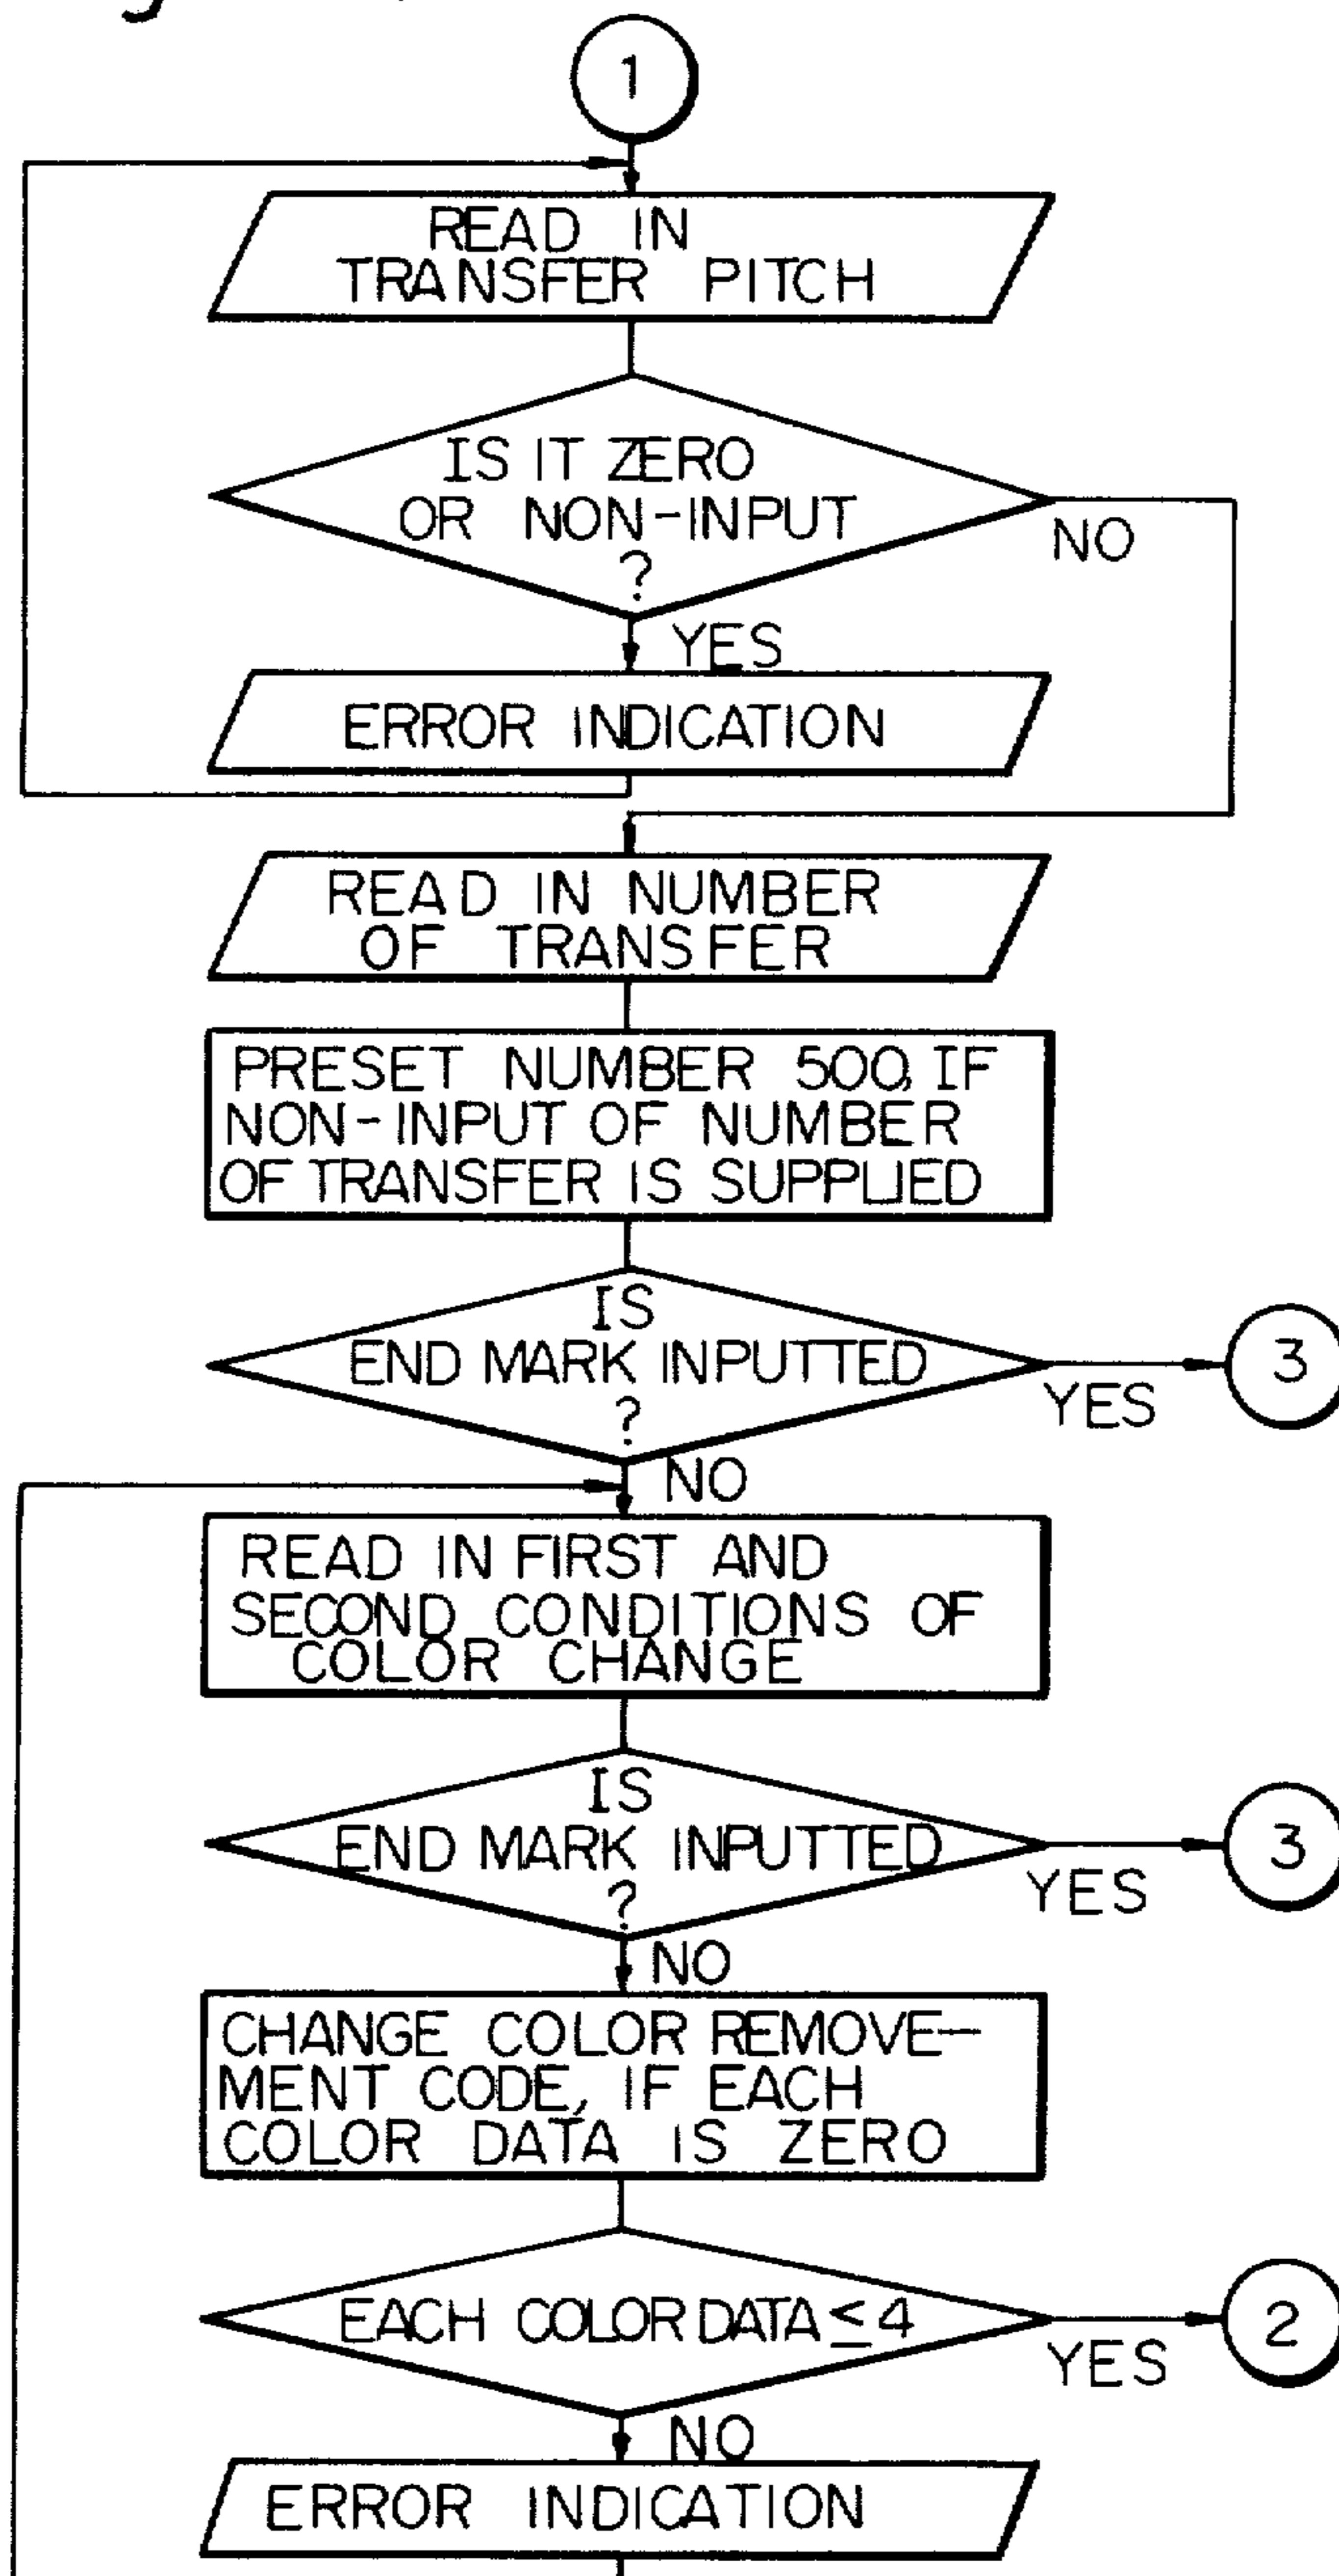 1
READ IN
TRANSFER PITCH
IS IT ZERO
OR NON-INPUT
?
NO
YES
ERROR INDICATION
READ IN NUMBER
OF TRANSFER
PRESET NUMBER 500, IF
NON-INPUT OF NUMBER
OF TRANSFER IS SUPPLIED
IS
END MARK INPUTTED
?
YES
3
NO
READ IN FIRST AND
SECOND CONDITIONS OF
COLOR CHANGE
IS
END MARK INPUTTED
?
YES
3
NO
CHANGE COLOR REMOVE-
MENT CODE, IF EACH
COLOR DATA IS ZERO
EACH COLOR DATA ≤ 4
YES
2
NO
ERROR INDICATION